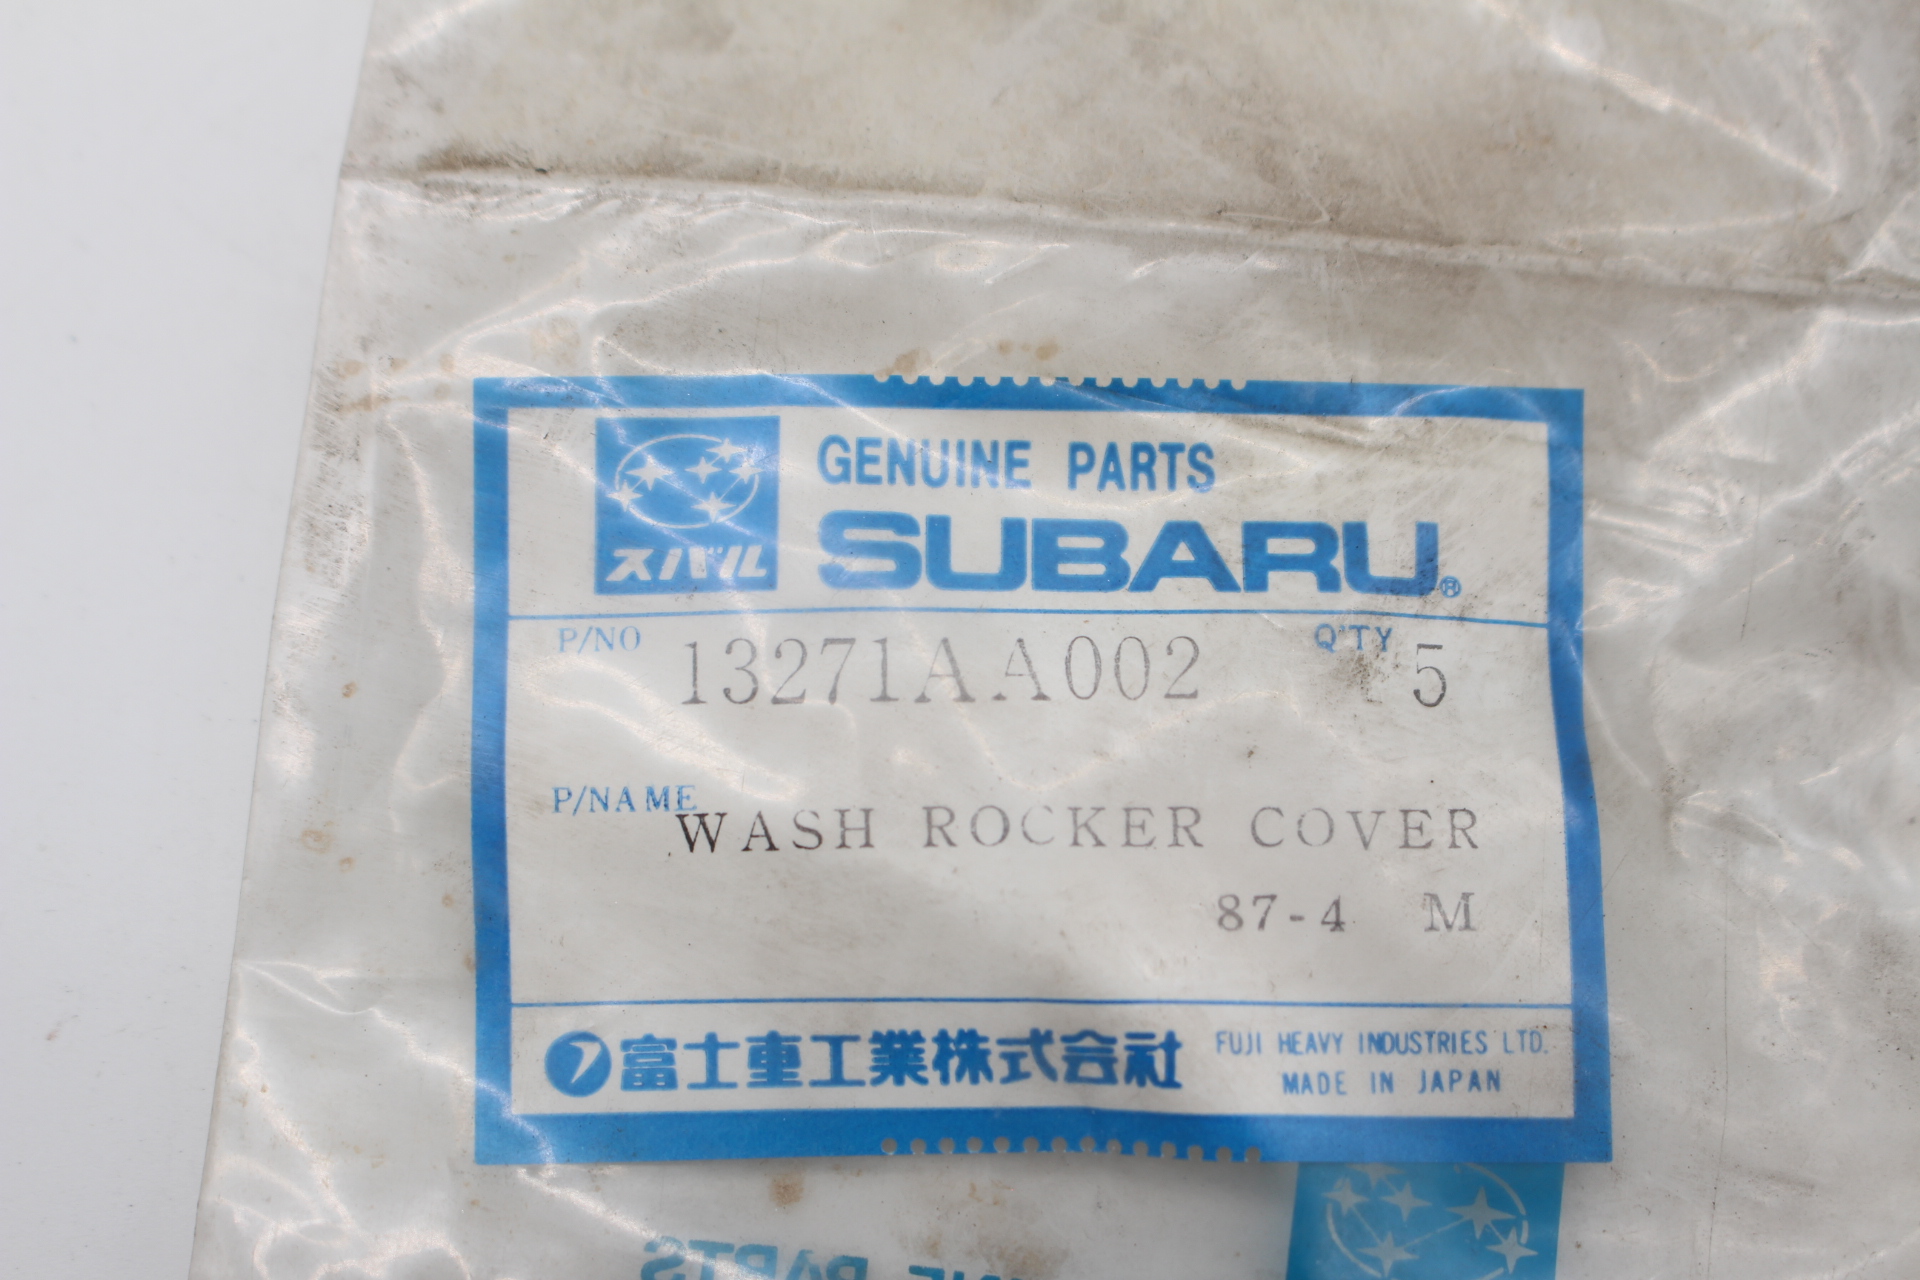 GENUINE PARTS
スバル SUBARU®
P/NO 13271AA002 Q'TY 5
P/NAME WASH ROCKER COVER
87-4 M
富士重工業株式会社 FUJI HEAVY INDUSTRIES LTD.
MADE IN JAPAN
PARTS